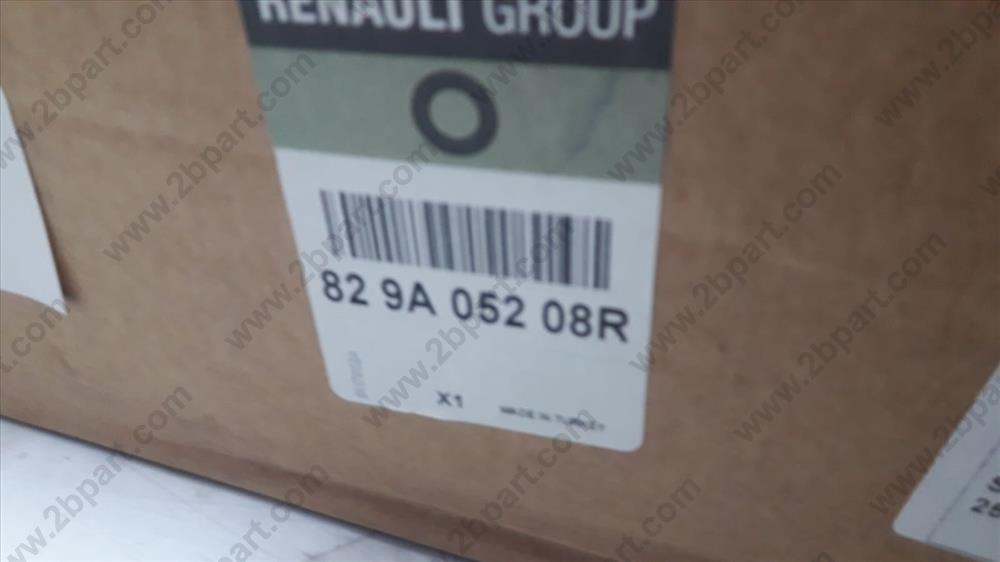 RENAULT GROUP
82 9A 052 08R
X1
MADE IN TURKEY
www.2bpart.com